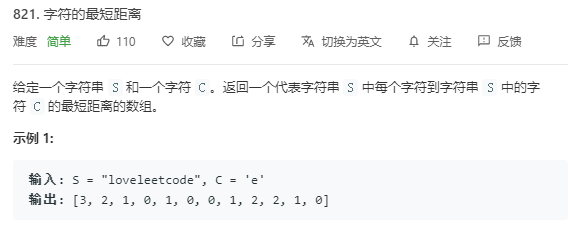 821. 字符的最短距离
难度 简单 110 收藏 分享 切换为英文 关注 反馈
给定一个字符串 S 和一个字符 C 。返回一个代表字符串 S 中每个字符到字符串 S 中的字
符 C 的最短距离的数组。
示例 1:
输入: S = "loveleetcode", C = 'e'
输出: [3, 2, 1, 0, 1, 0, 0, 1, 2, 2, 1, 0]